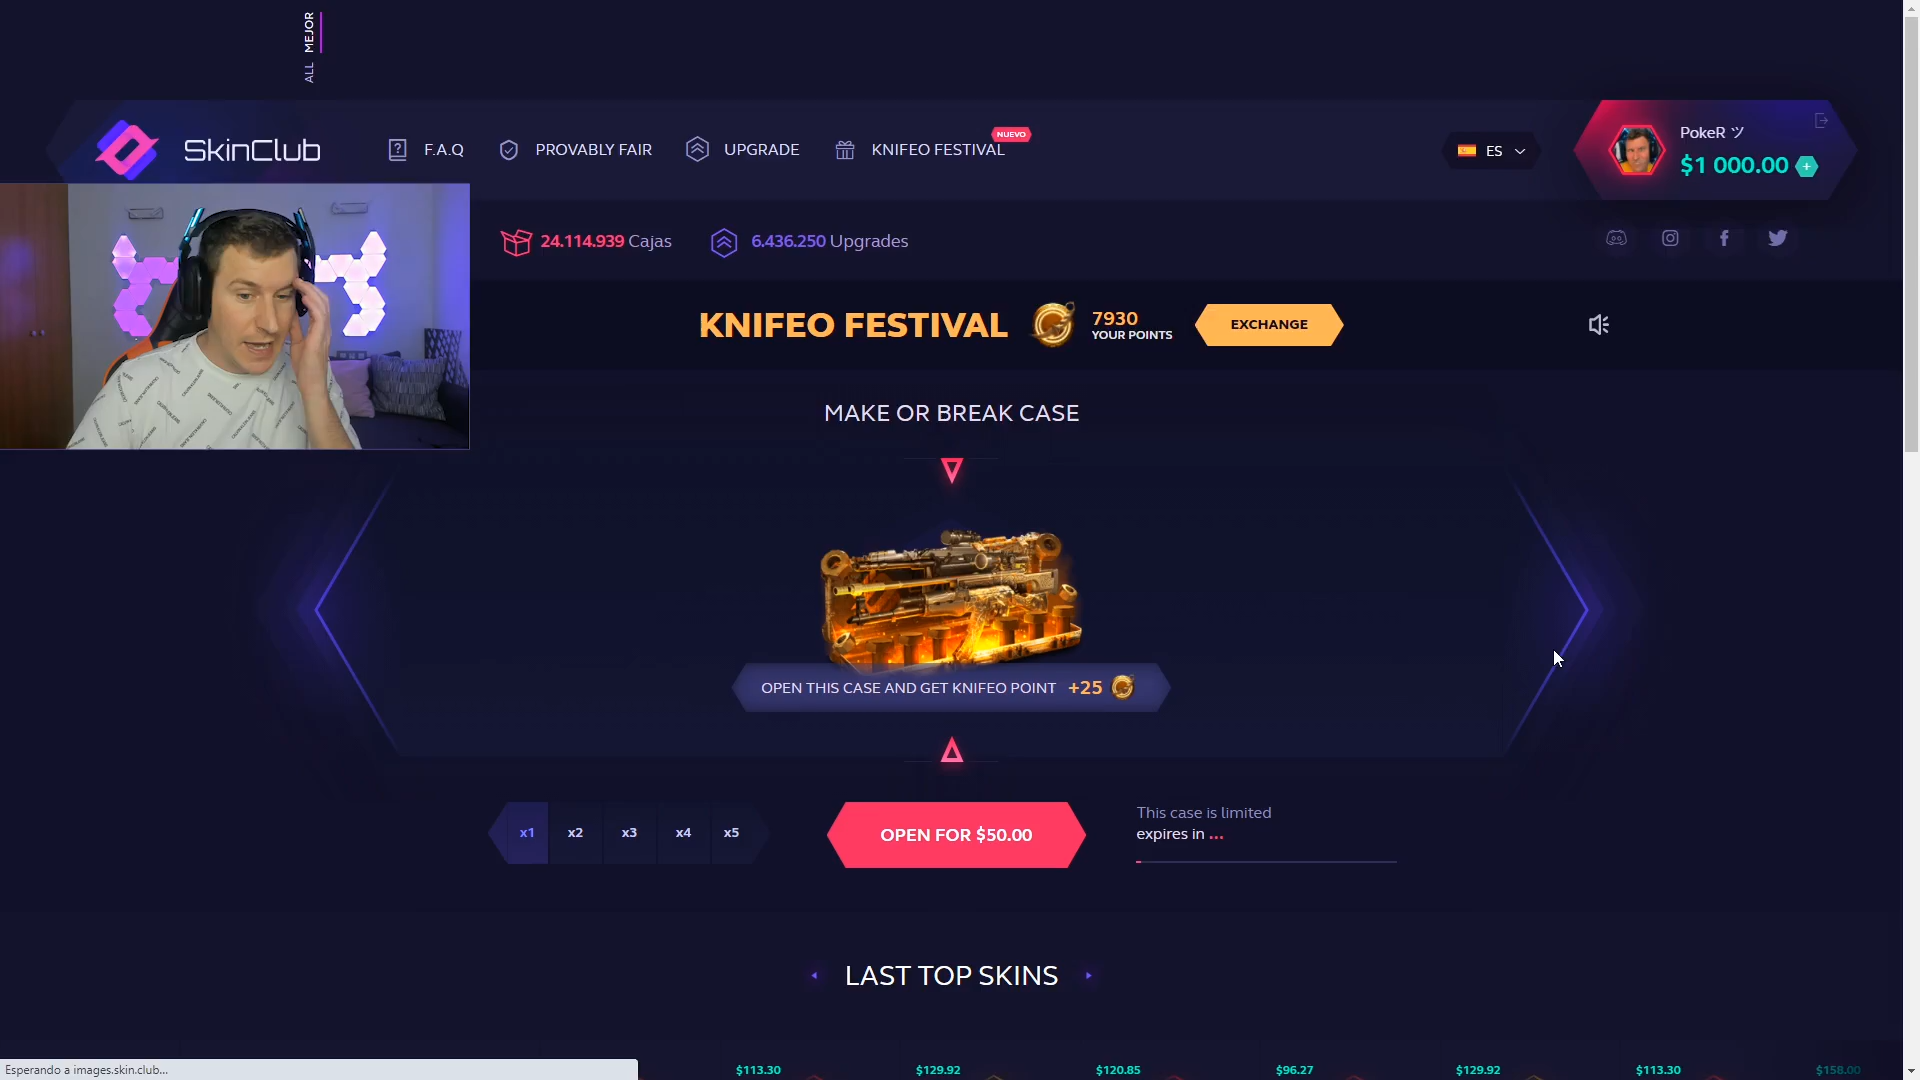 MEJOR
ALL
SkinClub
F.A.Q
PROVABLY FAIR
UPGRADE
KNIFEO FESTIVAL
NUEVO
ES
PokeR ツ
$1 000.00
24.114.939 Cajas
6.436.250 Upgrades
KNIFEO FESTIVAL
7930
YOUR POINTS
EXCHANGE
MAKE OR BREAK CASE
OPEN THIS CASE AND GET KNIFEO POINT +25
x1
x2
x3
x4
x5
OPEN FOR $50.00
This case is limited
expires in ...
LAST TOP SKINS
$113.30
$129.92
$120.85
$96.27
$129.92
$113.30
$158.00
Esperando a images.skin.club...